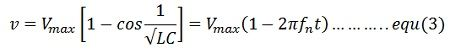 v = V_max [1 − cos 1/√LC] = V_max(1 − 2πf_n t) ... ... ... .. equ(3)